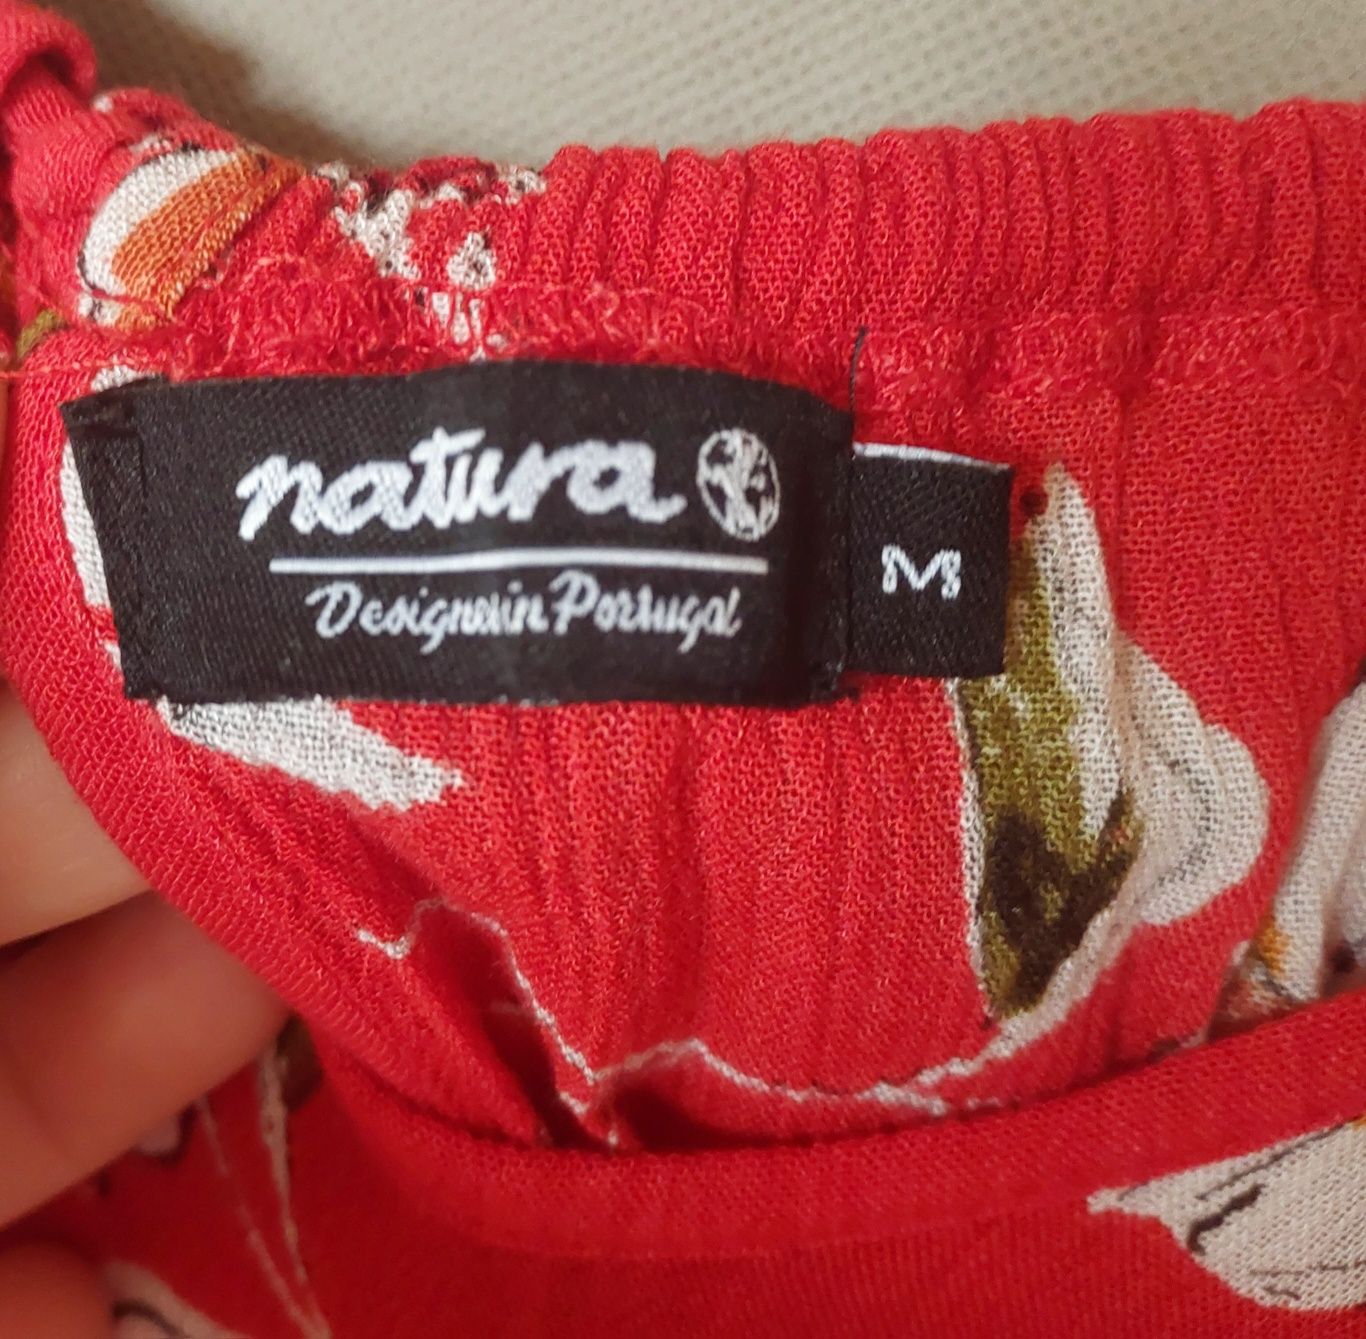 natura
Designed in Portugal
M